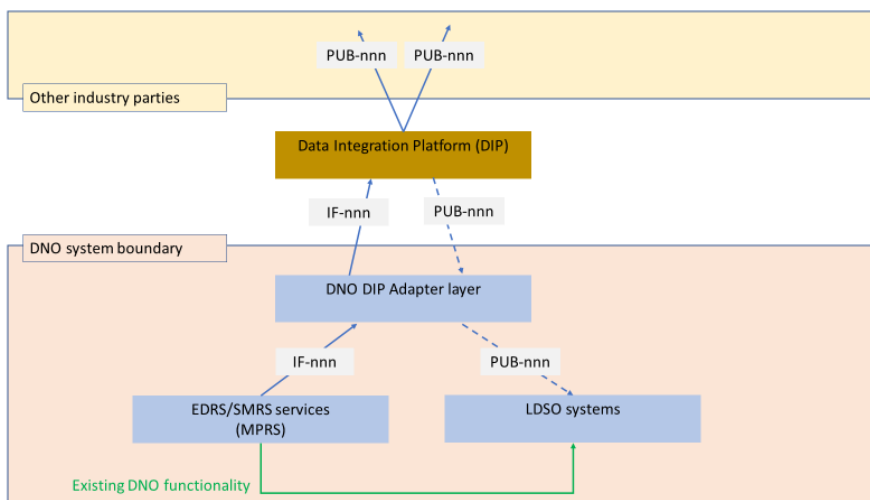 PUB-nnn
PUB-nnn
Other industry parties
Data Integration Platform (DIP)
IF-nnn
PUB-nnn
DNO system boundary
DNO DIP Adapter layer
IF-nnn
PUB-nnn
EDRS/SMRS services
(MPRS)
LDSO systems
Existing DNO functionality